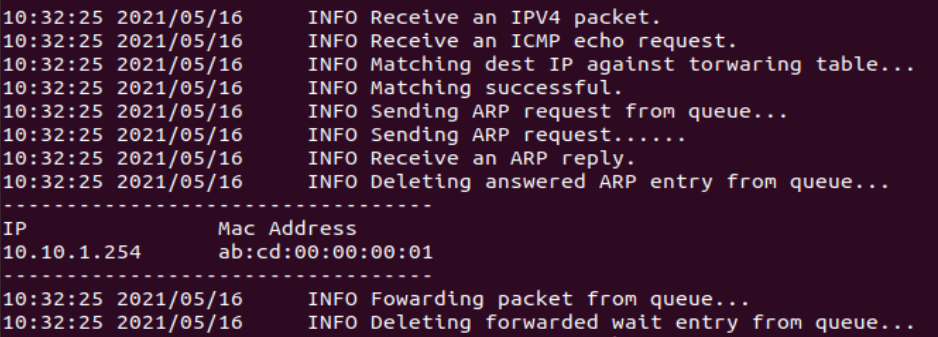 10:32:25 2021/05/16     INFO Receive an IPV4 packet.
10:32:25 2021/05/16     INFO Receive an ICMP echo request.
10:32:25 2021/05/16     INFO Matching dest IP against torwaring table...
10:32:25 2021/05/16     INFO Matching successful.
10:32:25 2021/05/16     INFO Sending ARP request from queue...
10:32:25 2021/05/16     INFO Sending ARP request......
10:32:25 2021/05/16     INFO Receive an ARP reply.
10:32:25 2021/05/16     INFO Deleting answered ARP entry from queue...
-----------------------------------
IP               Mac Address
10.10.1.254      ab:cd:00:00:00:01
-----------------------------------
10:32:25 2021/05/16     INFO Fowarding packet from queue...
10:32:25 2021/05/16     INFO Deleting forwarded wait entry from queue...